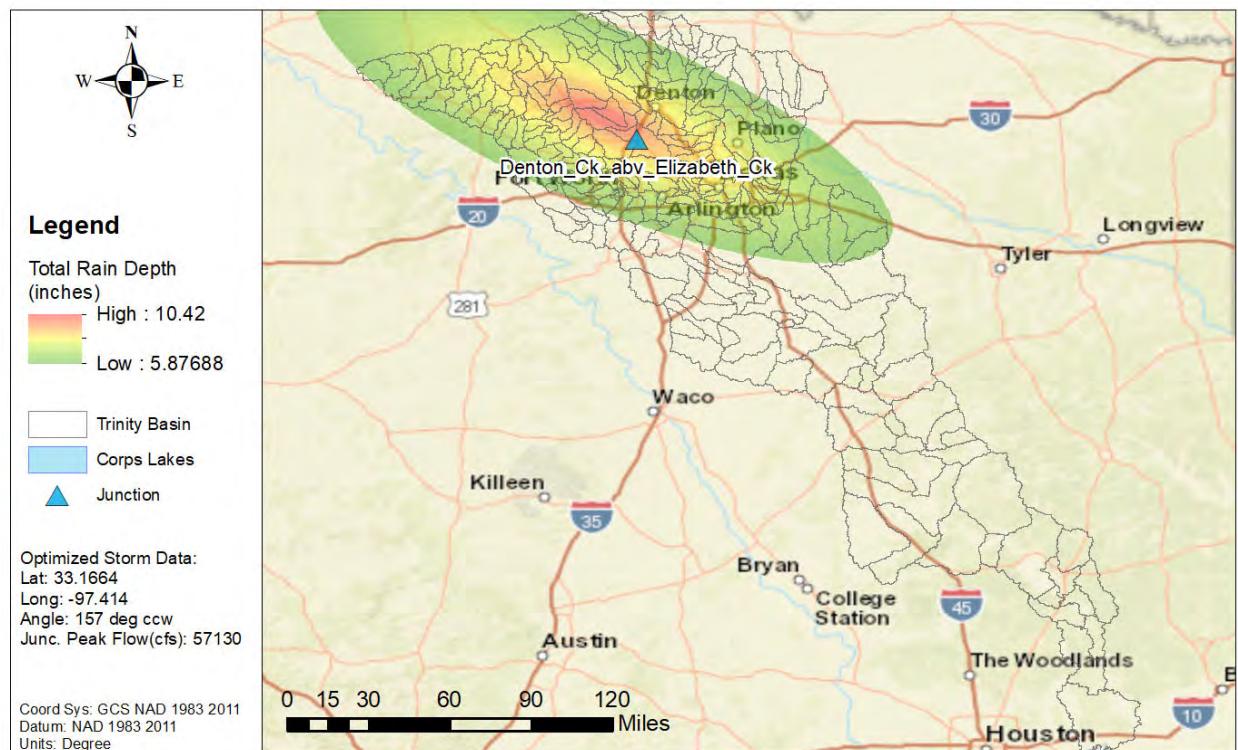 N
W E
S
Legend
Total Rain Depth
(inches)
High : 10.42
Low : 5.87688
Trinity Basin
Corps Lakes
Junction
Optimized Storm Data:
Lat: 33.1664
Long: -97.414
Angle: 157 deg ccw
Junc. Peak Flow(cfs): 57130
Coord Sys: GCS NAD 1983 2011
Datum: NAD 1983 2011
Units: Degree
Denton
30
Plano
Denton_Ck_abv_Elizabeth_Ck
20
Arlington
Longview
Tyler
281
Waco
Killeen
35
Bryan
College
Station
45
Austin
The Woodlands
10
Houston
0 15 30 60 90 120
Miles